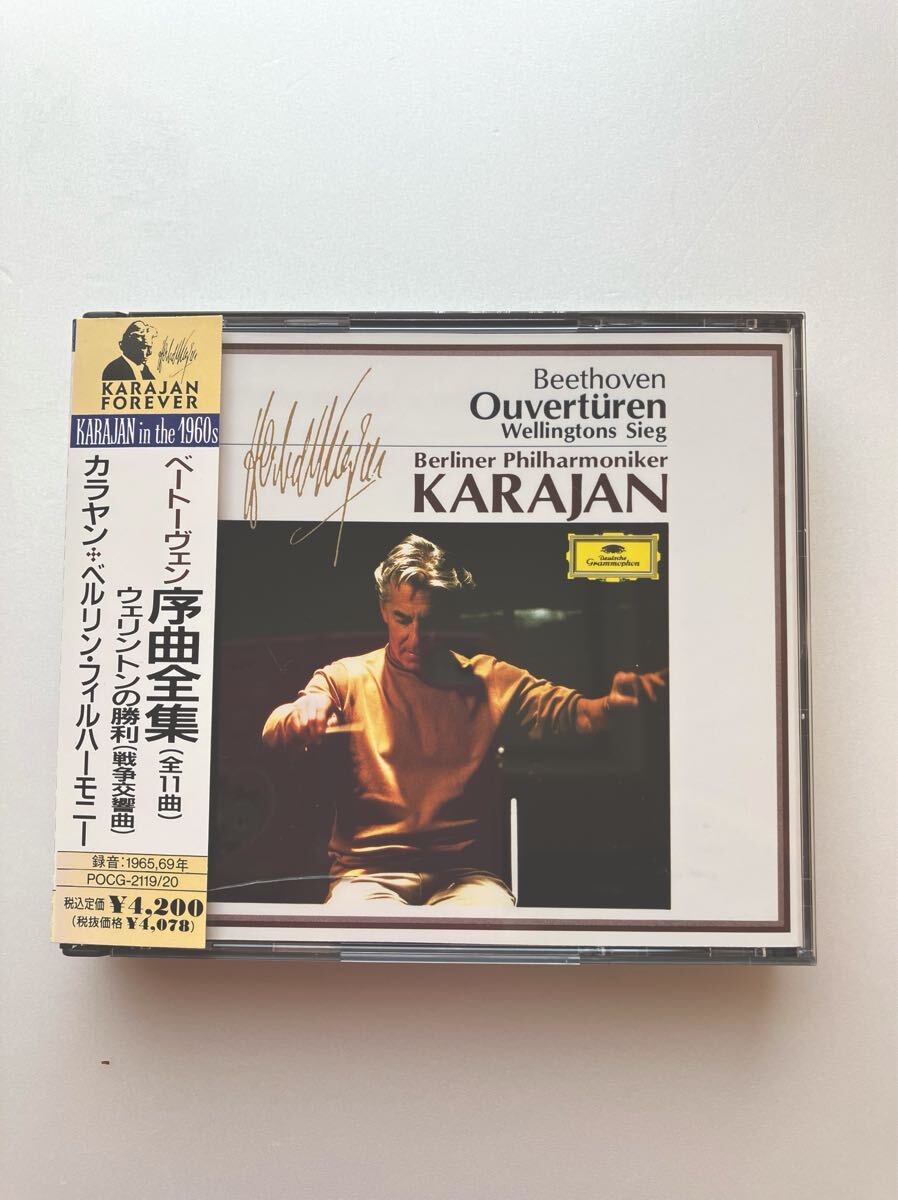 KARAJAN
FOREVER
KARAJAN in the 1960s
ベートーヴェン序曲全集(全11曲)
ウェリントンの勝利(戦争交響曲)
カラヤン・ベルリン・フィルハーモニー
録音:1965,69年
POCG-2119/20
税込定価 ¥4,200
(税抜価格 ¥4,078)
Beethoven
Ouvertüren
Wellingtons Sieg
Berliner Philharmoniker
KARAJAN
Deutsche
Grammophon